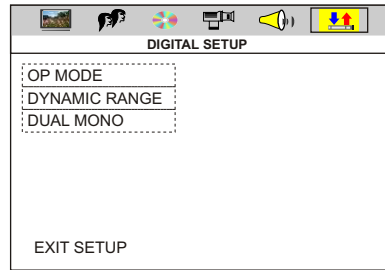 DIGITAL SETUP
OP MODE
DYNAMIC RANGE
DUAL MONO
EXIT SETUP